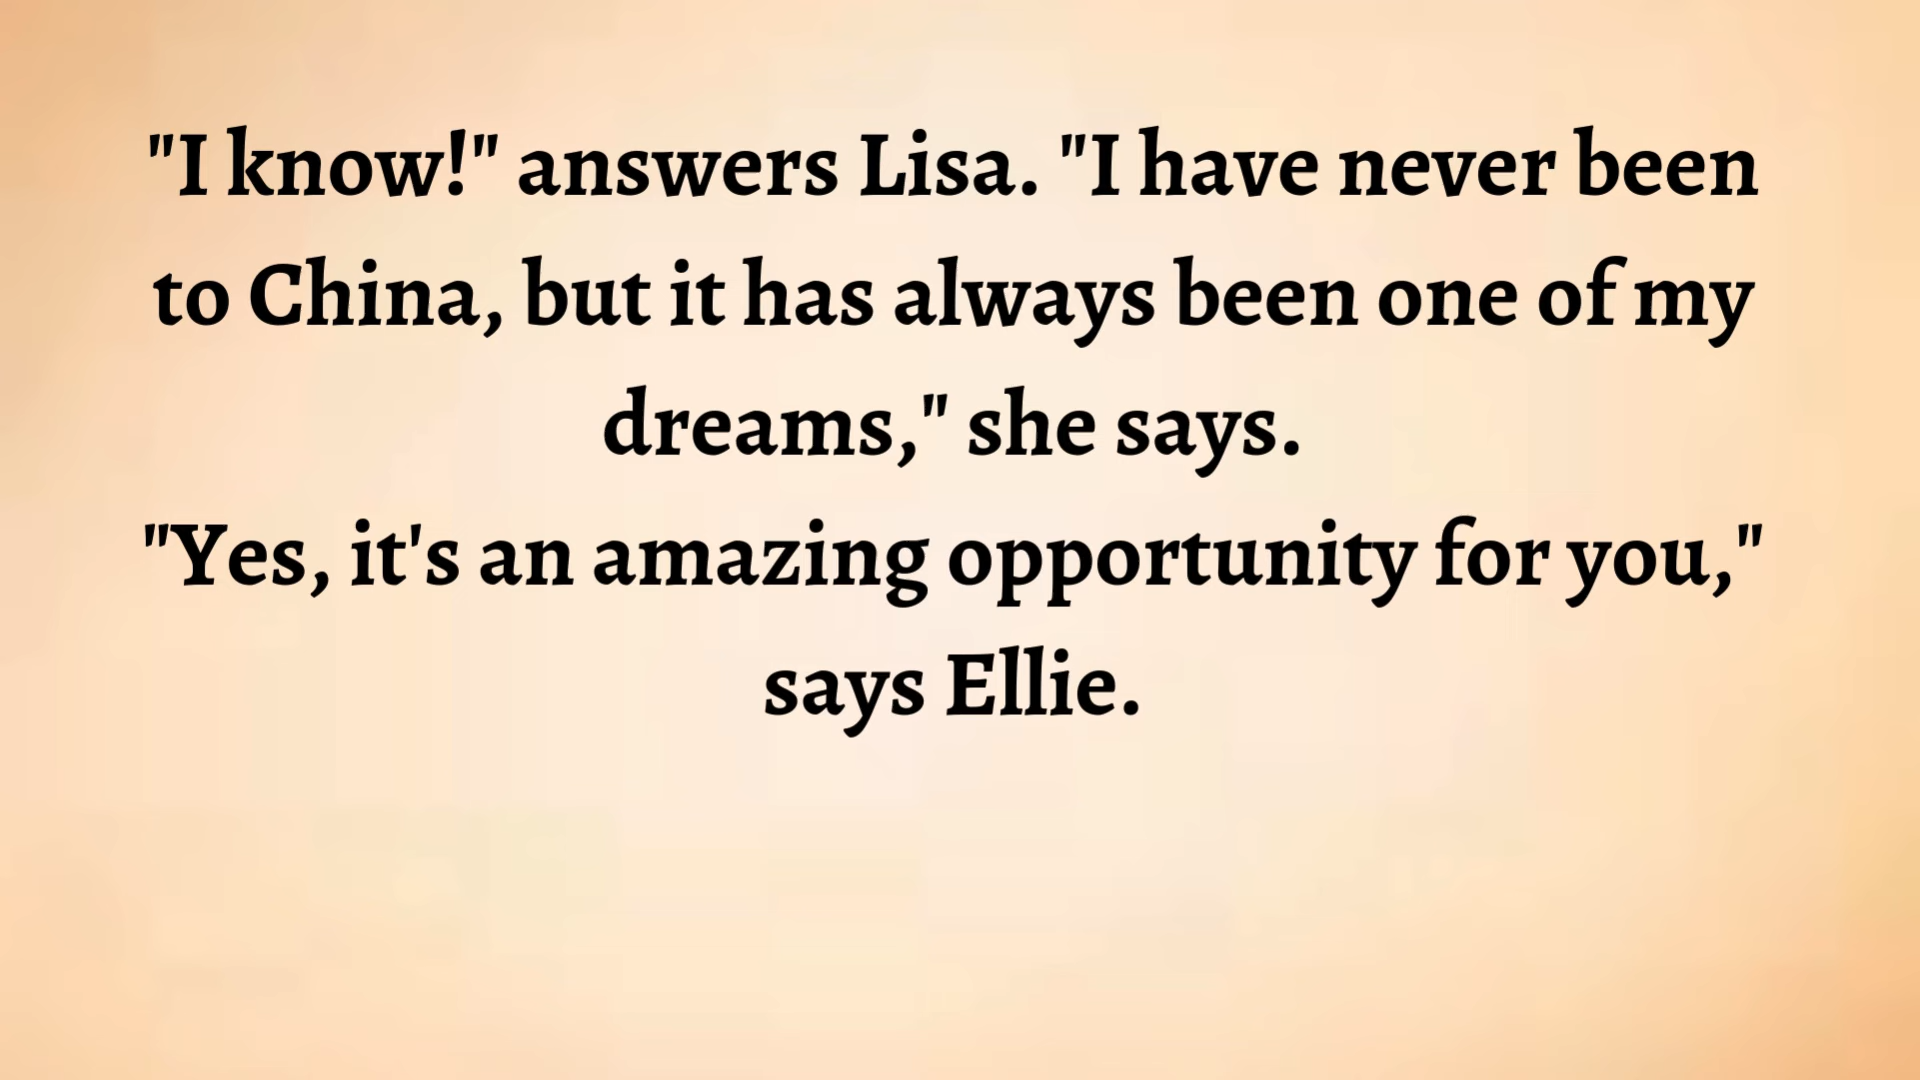 "I know!" answers Lisa. "I have never been
to China, but it has always been one of my
dreams," she says.
"Yes, it's an amazing opportunity for you,"
says Ellie.